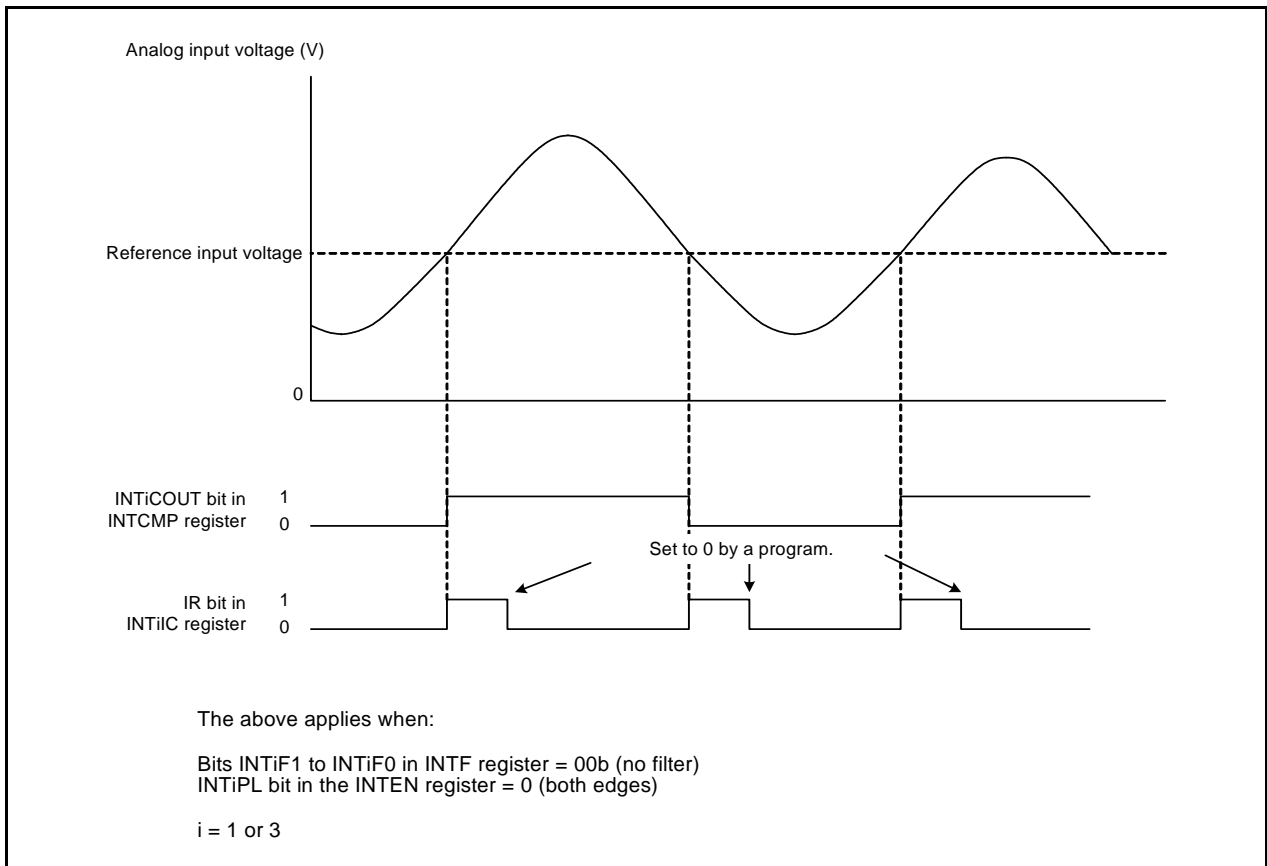 Analog input voltage (V)
Reference input voltage
0
INTiCOUT bit in 1
INTCMP register 0
Set to 0 by a program.
IR bit in 1
INTiIC register 0
The above applies when:
Bits INTiF1 to INTiF0 in INTF register = 00b (no filter)
INTiPL bit in the INTEN register = 0 (both edges)
i = 1 or 3